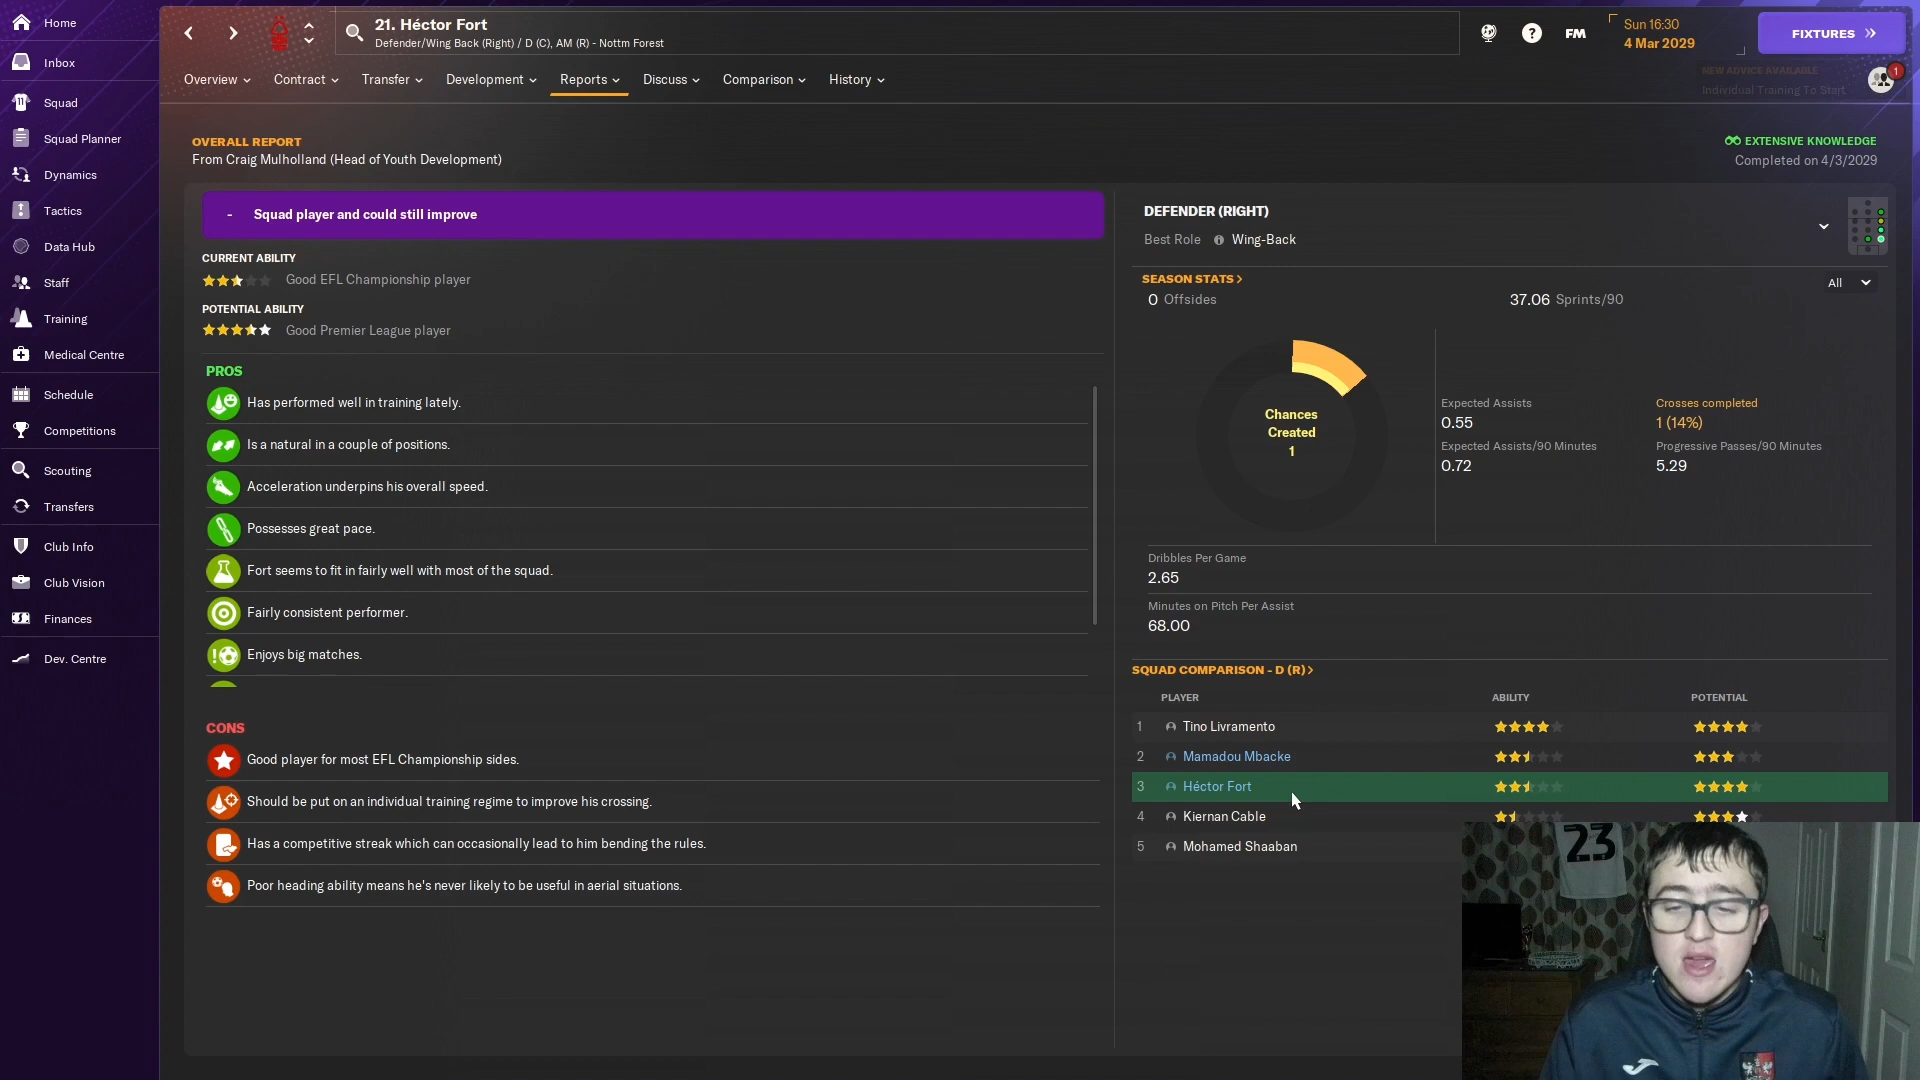 Home
Inbox
Squad
Squad Planner
Dynamics
Tactics
Data Hub
Staff
Training
Medical Centre
Schedule
Competitions
Scouting
Transfers
Club Info
Club Vision
Finances
Dev. Centre
21. Héctor Fort
Defender/Wing Back (Right) / D (C), AM (R) - Nottm Forest
FM
Sun 16:30
4 Mar 2029
FIXTURES
Overview
Contract
Transfer
Development
Reports
Discuss
Comparison
History
NEW ADVICE AVAILABLE
Individual Training To Start
1
OVERALL REPORT
From Craig Mulholland (Head of Youth Development)
EXTENSIVE KNOWLEDGE
Completed on 4/3/2029
- Squad player and could still improve
CURRENT ABILITY
Good EFL Championship player
POTENTIAL ABILITY
Good Premier League player
PROS
Has performed well in training lately.
Is a natural in a couple of positions.
Acceleration underpins his overall speed.
Possesses great pace.
Fort seems to fit in fairly well with most of the squad.
Fairly consistent performer.
Enjoys big matches.
CONS
Good player for most EFL Championship sides.
Should be put on an individual training regime to improve his crossing.
Has a competitive streak which can occasionally lead to him bending the rules.
Poor heading ability means he's never likely to be useful in aerial situations.
DEFENDER (RIGHT)
Best Role Wing-Back
SEASON STATS >
All
0 Offsides
37.06 Sprints/90
Chances
Created
1
Expected Assists
0.55
Crosses completed
1 (14%)
Expected Assists/90 Minutes
0.72
Progressive Passes/90 Minutes
5.29
Dribbles Per Game
2.65
Minutes on Pitch Per Assist
68.00
SQUAD COMPARISON - D (R) >
PLAYER ABILITY POTENTIAL
1 Tino Livramento
2 Mamadou Mbacke
3 Héctor Fort
4 Kiernan Cable
5 Mohamed Shaaban
23